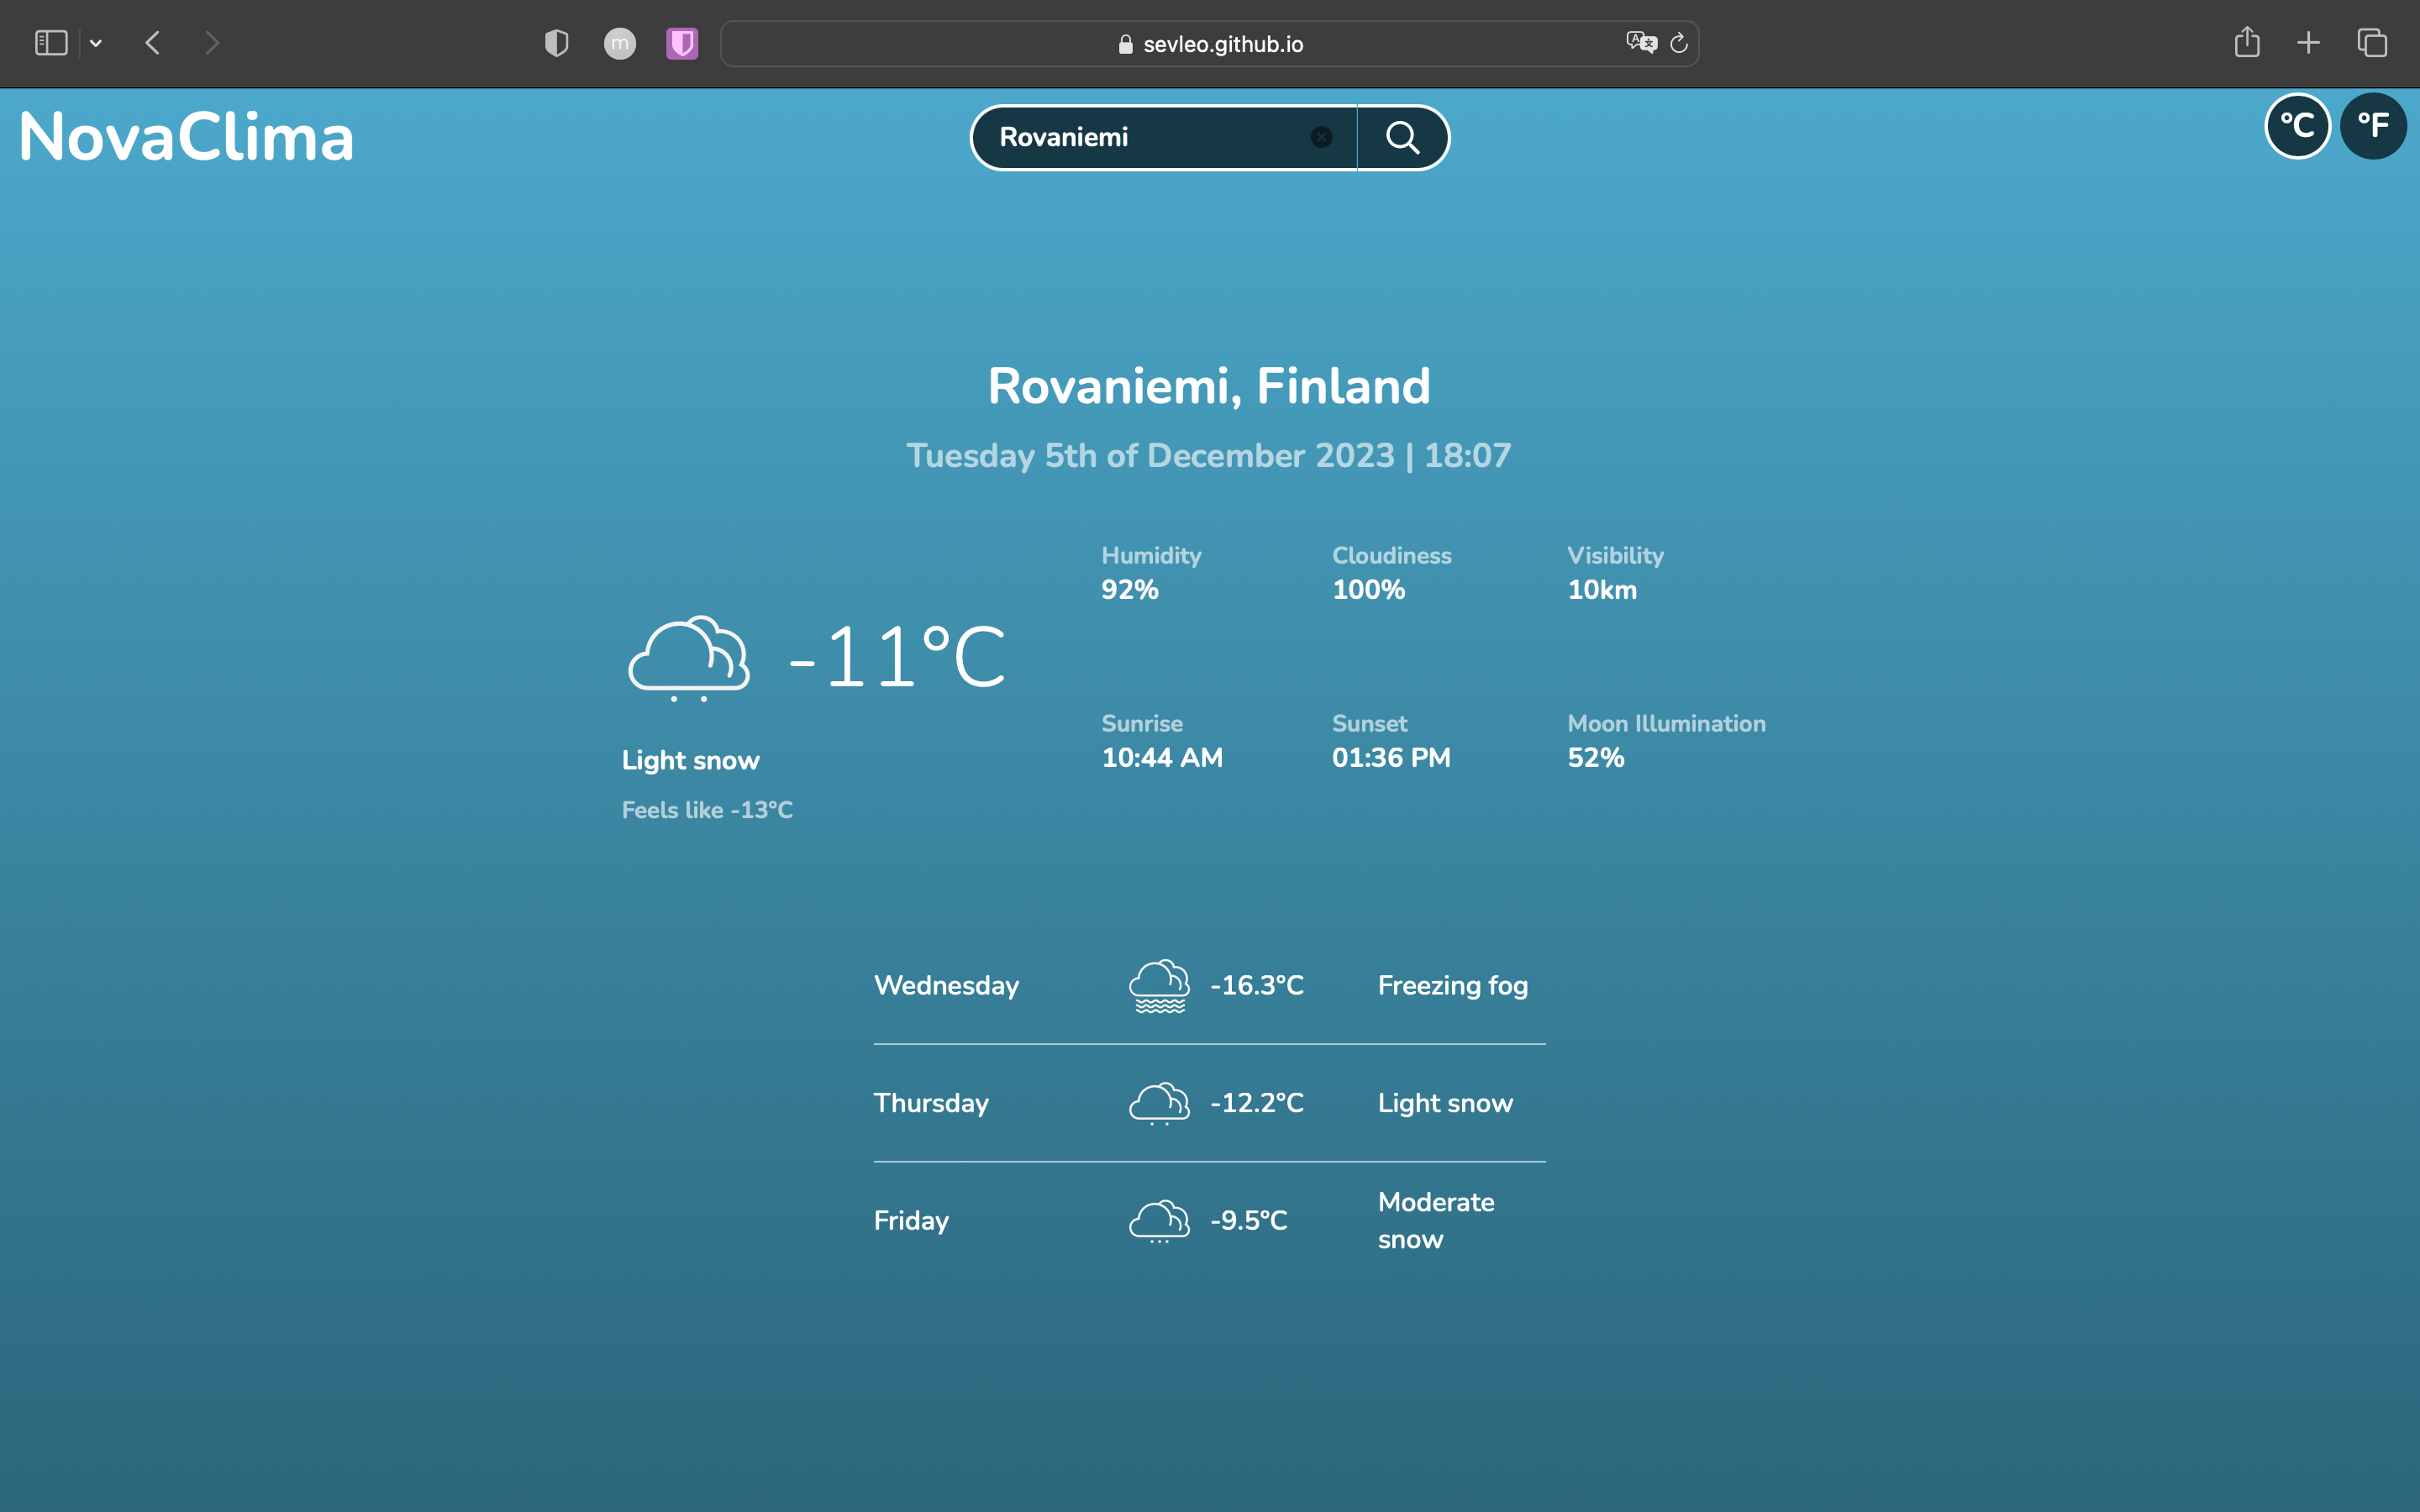 m
sevleo.github.io
NovaClima
Rovaniemi
°C
°F
Rovaniemi, Finland
Tuesday 5th of December 2023 | 18:07
-11°C
Light snow
Feels like -13°C
Humidity
92%
Cloudiness
100%
Visibility
10km
Sunrise
10:44 AM
Sunset
01:36 PM
Moon Illumination
52%
Wednesday
-16.3°C
Freezing fog
Thursday
-12.2°C
Light snow
Friday
-9.5°C
Moderate
snow